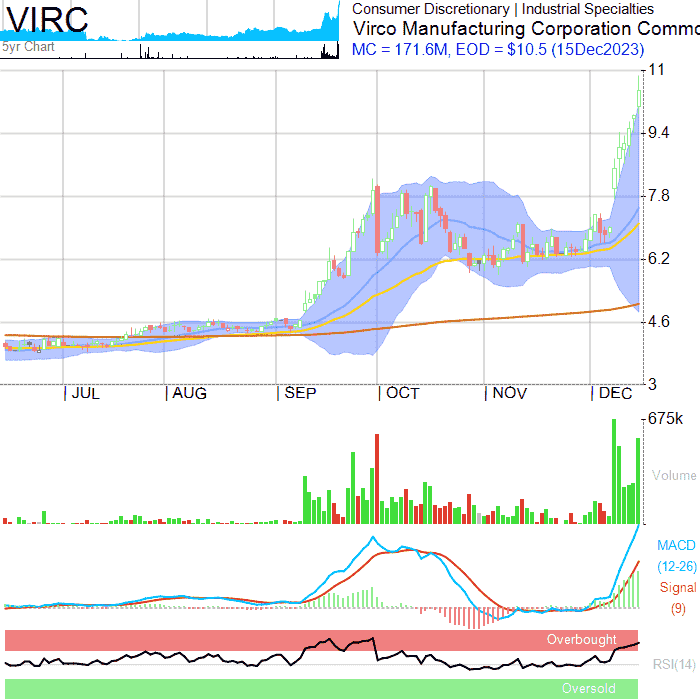 VIRC
5yr Chart
Consumer Discretionary | Industrial Specialties
Virco Manufacturing Corporation Commo
MC = 171.6M, EOD = $10.5 (15Dec2023)
11
9.4
7.8
6.2
4.6
3
| JUL | AUG | SEP | OCT | NOV | DEC
675k
Volume
MACD
(12-26)
Signal
(9)
Overbought
RSI(14)
Oversold